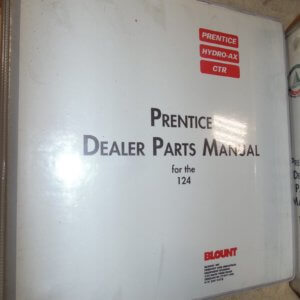 PRENTICE
HYDRO-AX
CTR
PRENTICE
DEALER PARTS MANUAL
for the
124
BLOUNT